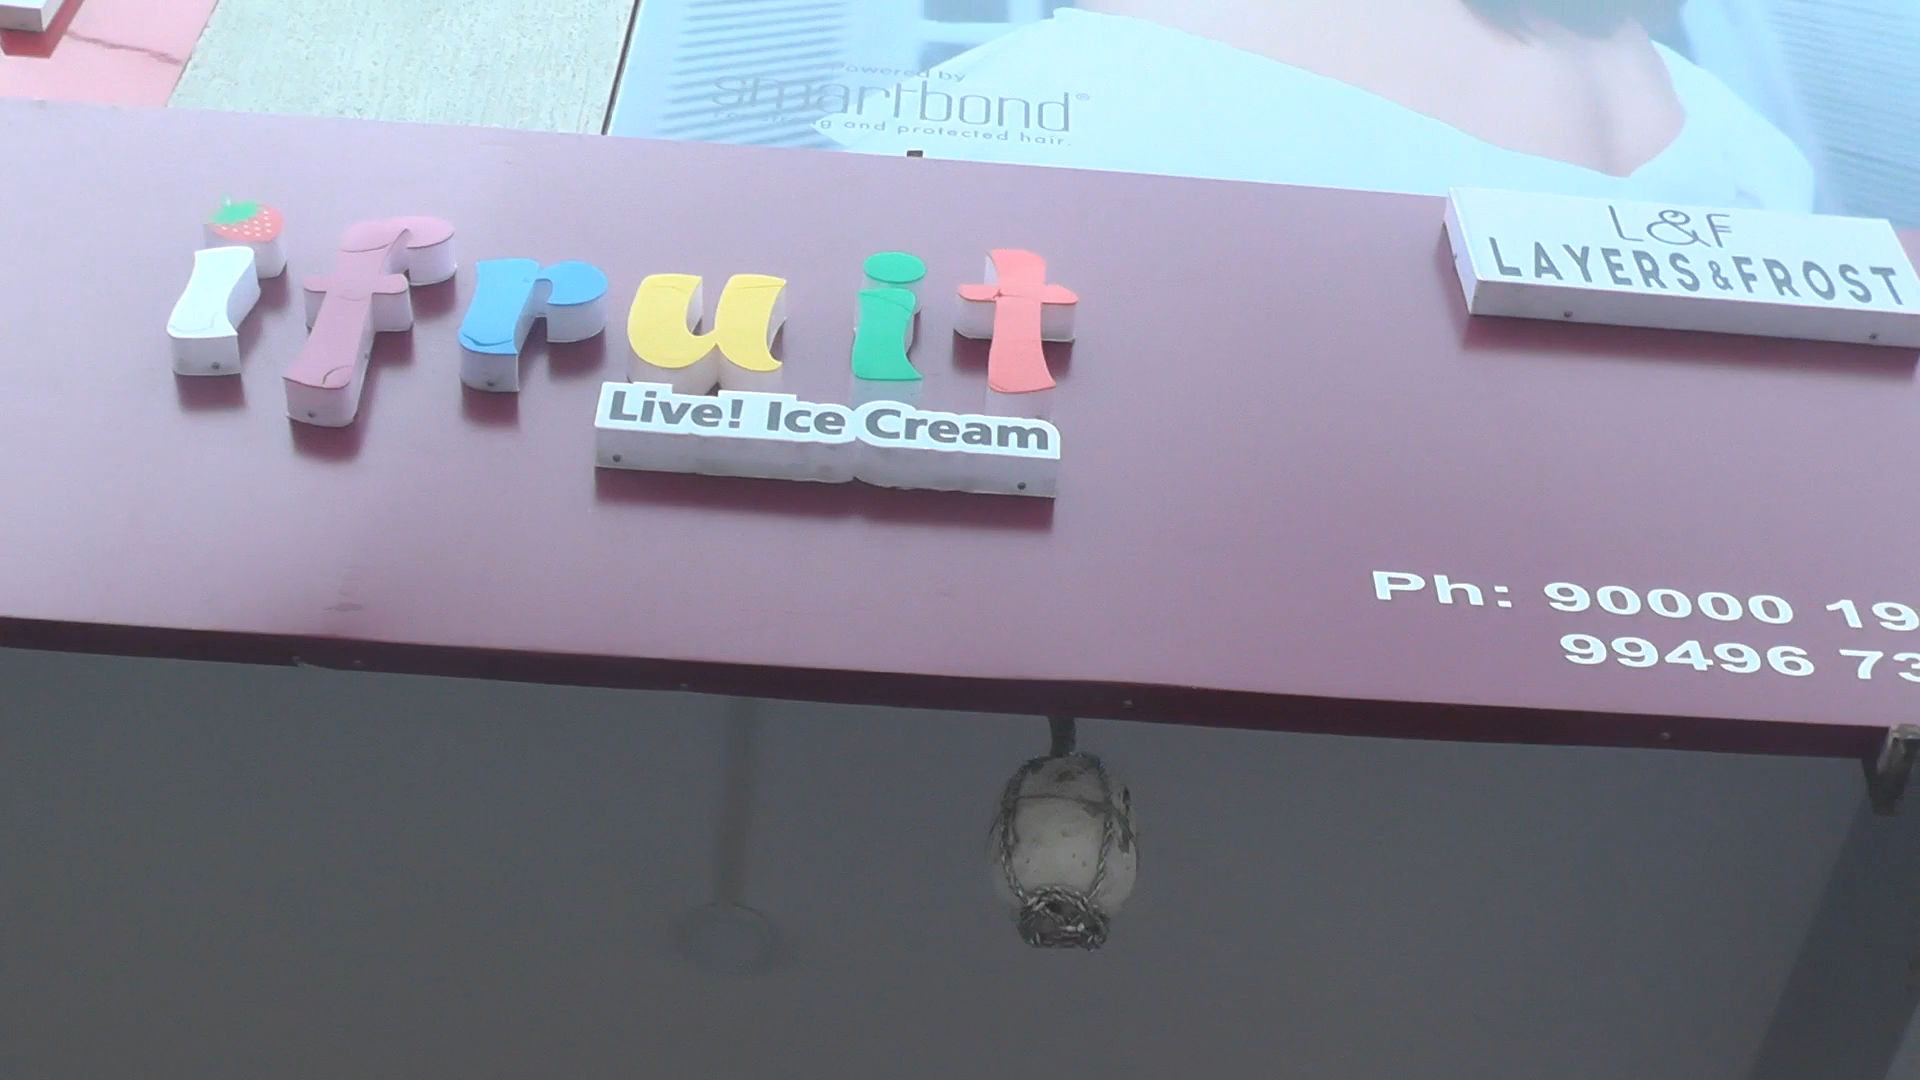 Powered by
smartbond®
and protected hair.
ifruit
Live! Ice Cream
L&F
LAYERS & FROST
Ph: 90000 19
99496 73